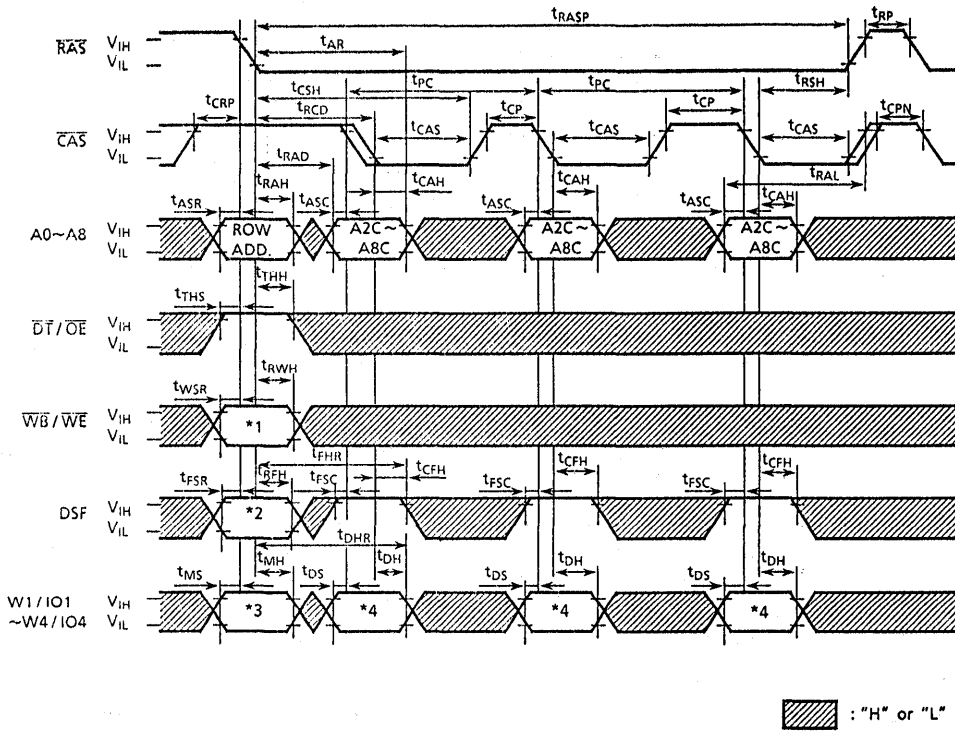 tRASP
tRP
tAR
RAS
VIH
VIL
tCSH
tPC
tPC
tRSH
tCRP
tRCD
tCP
tCP
tCPN
CAS
VIH
VIL
tCAS
tCAS
tCAS
tRAD
tRAL
tRAH
tCAH
tCAH
tCAH
tASR
tASC
tASC
tASC
A0~A8
VIH
VIL
ROW
ADD.
A2C~
A8C
A2C~
A8C
A2C~
A8C
tTHH
tTHS
DT/OE
VIH
VIL
tRWH
tWSR
WB/WE
VIH
VIL
*1
tFHR
tFSR
tRFH
tFSC
tCFH
tFSC
tCFH
tFSC
tCFH
DSF
VIH
VIL
*2
tDHR
tMS
tMH
tDS
tDH
tDS
tDH
tDS
tDH
W1/IO1
~W4/IO4
VIH
VIL
*3
*4
*4
*4
: "H" or "L"